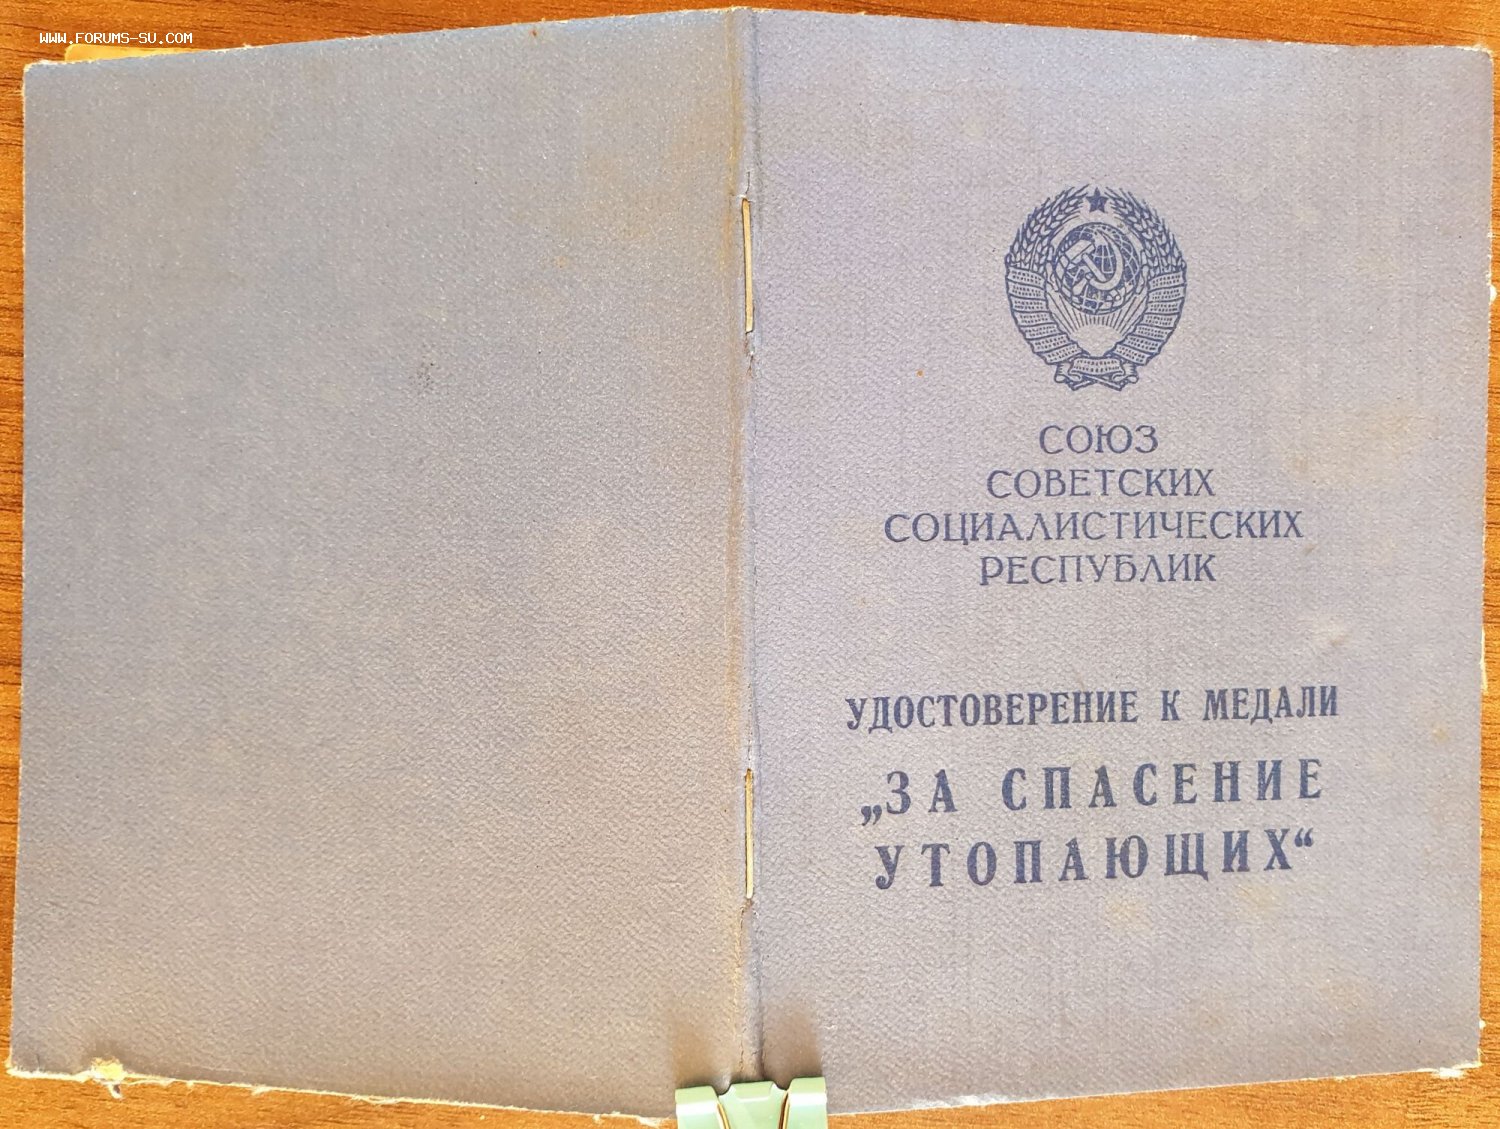 WWW.FORUMS-SU.COM
СОЮЗ
СОВЕТСКИХ
СОЦИАЛИСТИЧЕСКИХ
РЕСПУБЛИК
УДОСТОВЕРЕНИЕ К МЕДАЛИ
„ЗА СПАСЕНИЕ
УТОПАЮЩИХ“